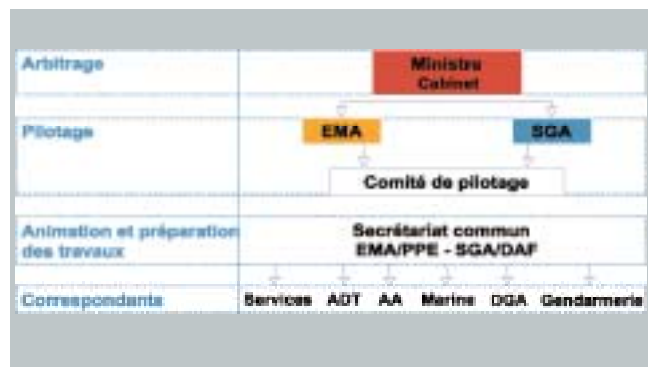 Arbitrage
Ministre
Cabinet
Pilotage
EMA
SGA
Comité de pilotage
Animation et préparation
des travaux
Secrétariat commun
EMA/PPE - SGA/DAF
Correspondants
Services ADT AA Marine DGA Gendarmerie